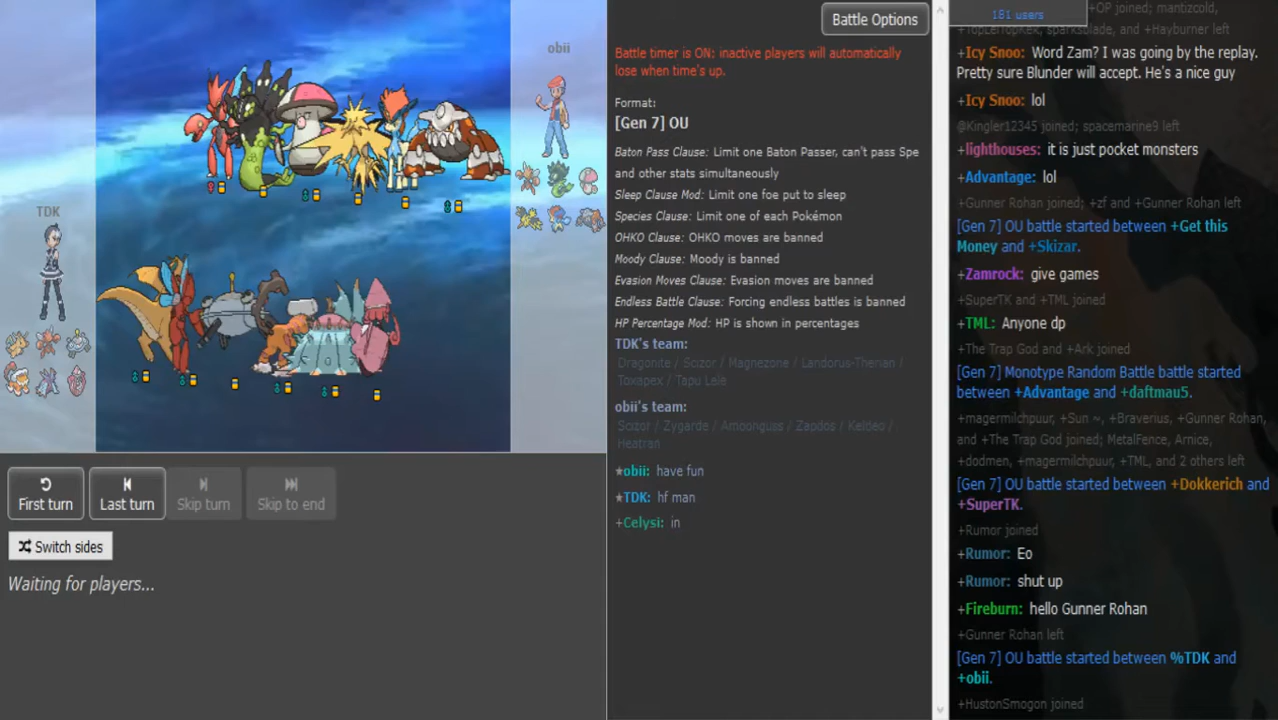 obii
TDK
First turn
Last turn
Skip turn
Skip to end
Switch sides
Waiting for players...
Battle Options
Battle timer is ON: inactive players will automatically
lose when time's up.
Format:
[Gen 7] OU
Baton Pass Clause: Limit one Baton Passer, can't pass Spe
and other stats simultaneously
Sleep Clause Mod: Limit one foe put to sleep
Species Clause: Limit one of each Pokémon
OHKO Clause: OHKO moves are banned
Moody Clause: Moody is banned
Evasion Moves Clause: Evasion moves are banned
Endless Battle Clause: Forcing endless battles is banned
HP Percentage Mod: HP is shown in percentages
TDK's team:
Dragonite / Scizor / Magnezone / Landorus-Therian /
Toxapex / Tapu Lele
obii's team:
Scizor / Zygarde / Amoonguss / Zapdos / Keldeo /
Heatran
★obii: have fun
★TDK: hf man
+Celysi: in
181 users
+OP joined; mantizcold,
sparksblade, and +Hayburner left
+Icy Snoo: Word Zam? I was going by the replay.
Pretty sure Blunder will accept. He's a nice guy
+Icy Snoo: lol
@Kingler12345 joined; spacemarine9 left
+lighthouses: it is just pocket monsters
+Advantage: lol
+Gunner Rohan joined; +zf and +Gunner Rohan left
[Gen 7] OU battle started between +Get this
Money and +Skizar.
+Zamrock: give games
+SuperTK and +TML joined
+TML: Anyone dp
+The Trap God and +Ark joined
[Gen 7] Monotype Random Battle battle started
between +Advantage and +daftmau5.
+magermilchpuur, +Sun ~, +Braverius, +Gunner Rohan,
and +The Trap God joined; MetalFence, Arnice,
+dodmen, +magermilchpuur, +TML, and 2 others left
[Gen 7] OU battle started between +Dokkerich and
+SuperTK.
+Rumor joined
+Rumor: Eo
+Rumor: shut up
+Fireburn: hello Gunner Rohan
+Gunner Rohan left
[Gen 7] OU battle started between %TDK and
+obii.
+HustonSmogon joined